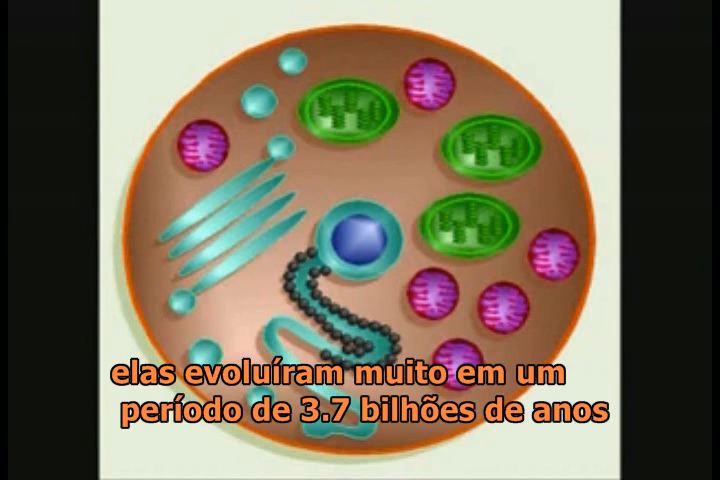 elas evoluíram muito em um
período de 3.7 bilhões de anos